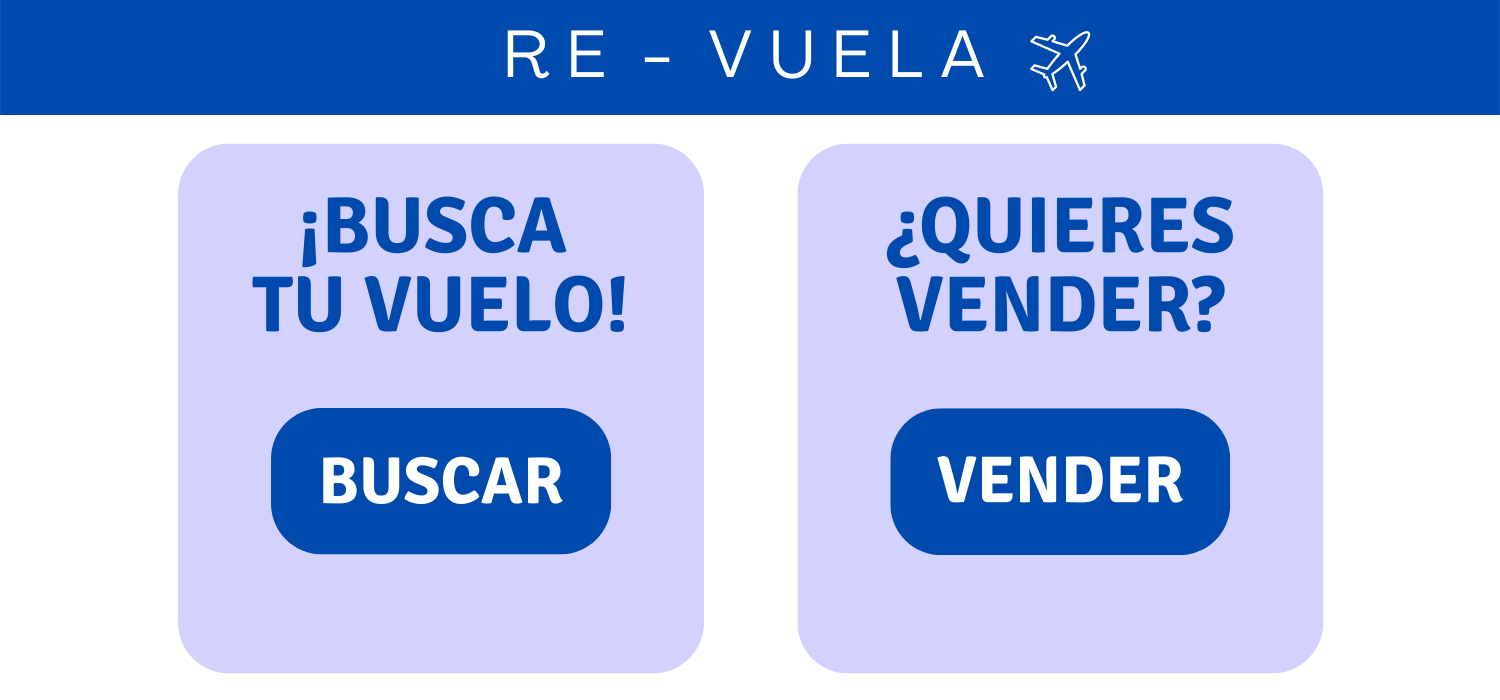 RE - VUELA
¡BUSCA
TU VUELO!
BUSCAR
¿QUIERES
VENDER?
VENDER